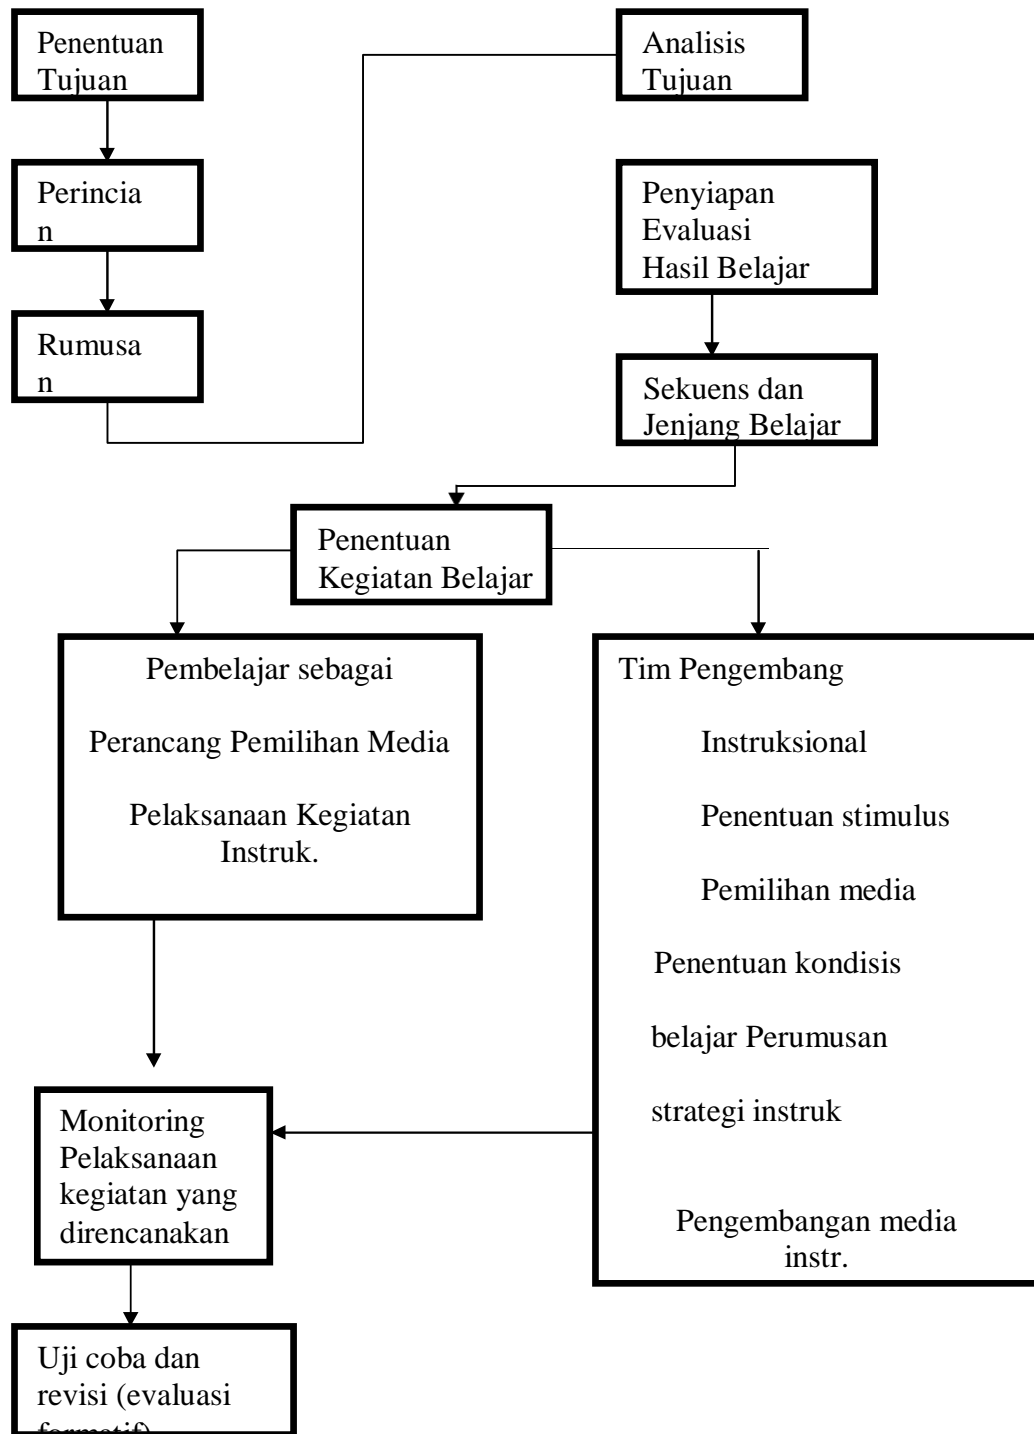 Penentuan
Tujuan
Perincia
n
Rumusa
n
Analisis
Tujuan
Penyiapan
Evaluasi
Hasil Belajar
Sekuens dan
Jenjang Belajar
Penentuan
Kegiatan Belajar
Pembelajar sebagai
Perancang Pemilihan Media
Pelaksanaan Kegiatan
Instruk.
Tim Pengembang
Instruksional
Penentuan stimulus
Pemilihan media
Penentuan kondisis
belajar Perumusan
strategi instruk
Pengembangan media
instr.
Monitoring
Pelaksanaan
kegiatan yang
direncanakan
Uji coba dan
revisi (evaluasi
formatif)